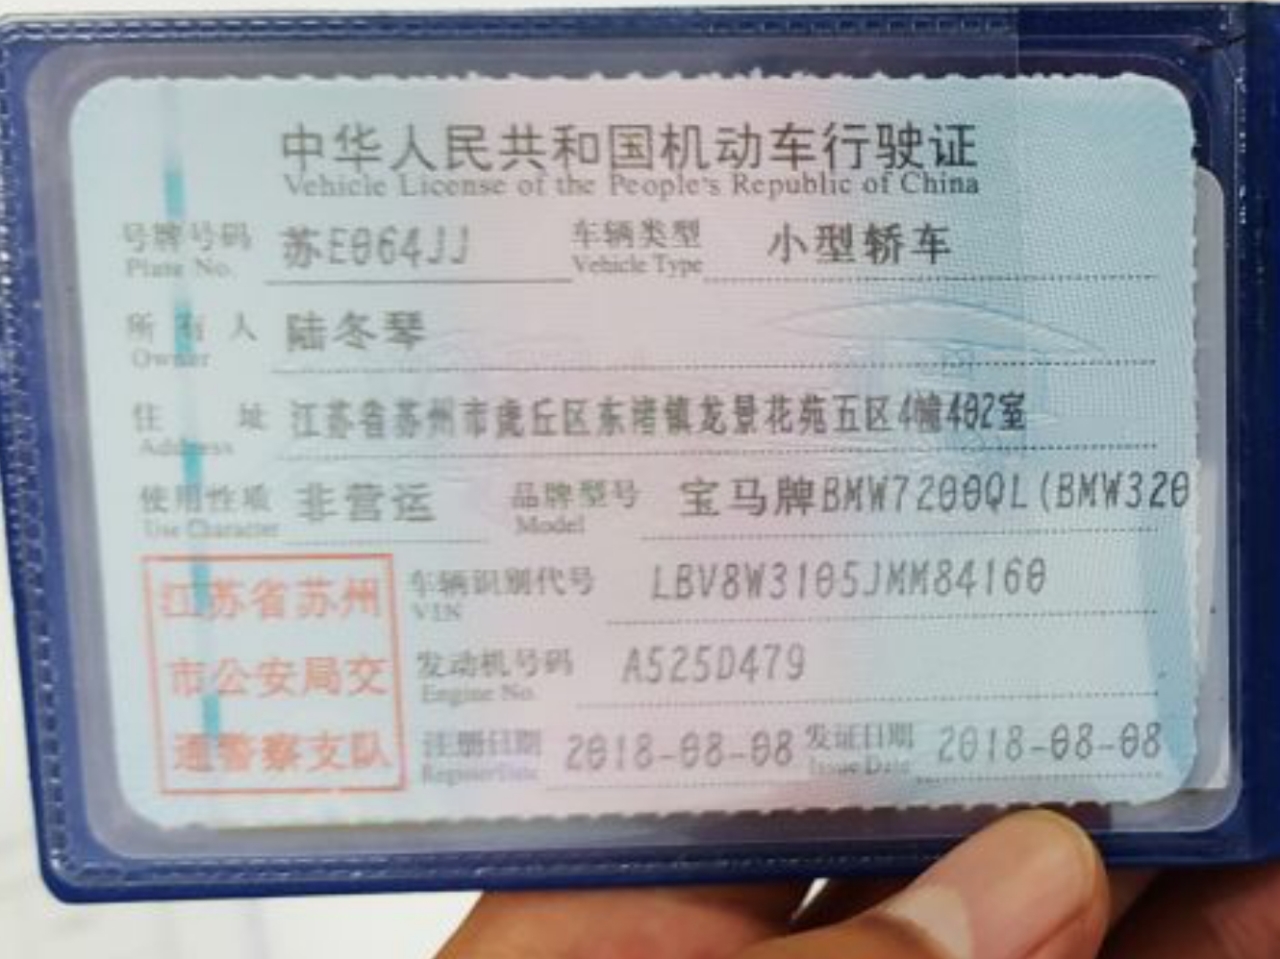 中华人民共和国机动车行驶证
Vehicle License of the People's Republic of China
号牌号码 苏E064JJ 车辆类型 小型轿车
Plate No. Vehicle Type
所有人 陆冬琴
Owner
住址 江苏省苏州市虎丘区东渚镇龙景花苑五区4幢402室
Address
使用性质 非营运 品牌型号 宝马牌BMW7200QL(BMW320
Use Character Model
江苏省苏州
市公安局交
通警察支队
车辆识别代号 LBV8W3105JMM84160
VIN
发动机号码 A525D479
Engine No.
注册日期 2018-08-08 发证日期 2018-08-08
Register Date Issue Date